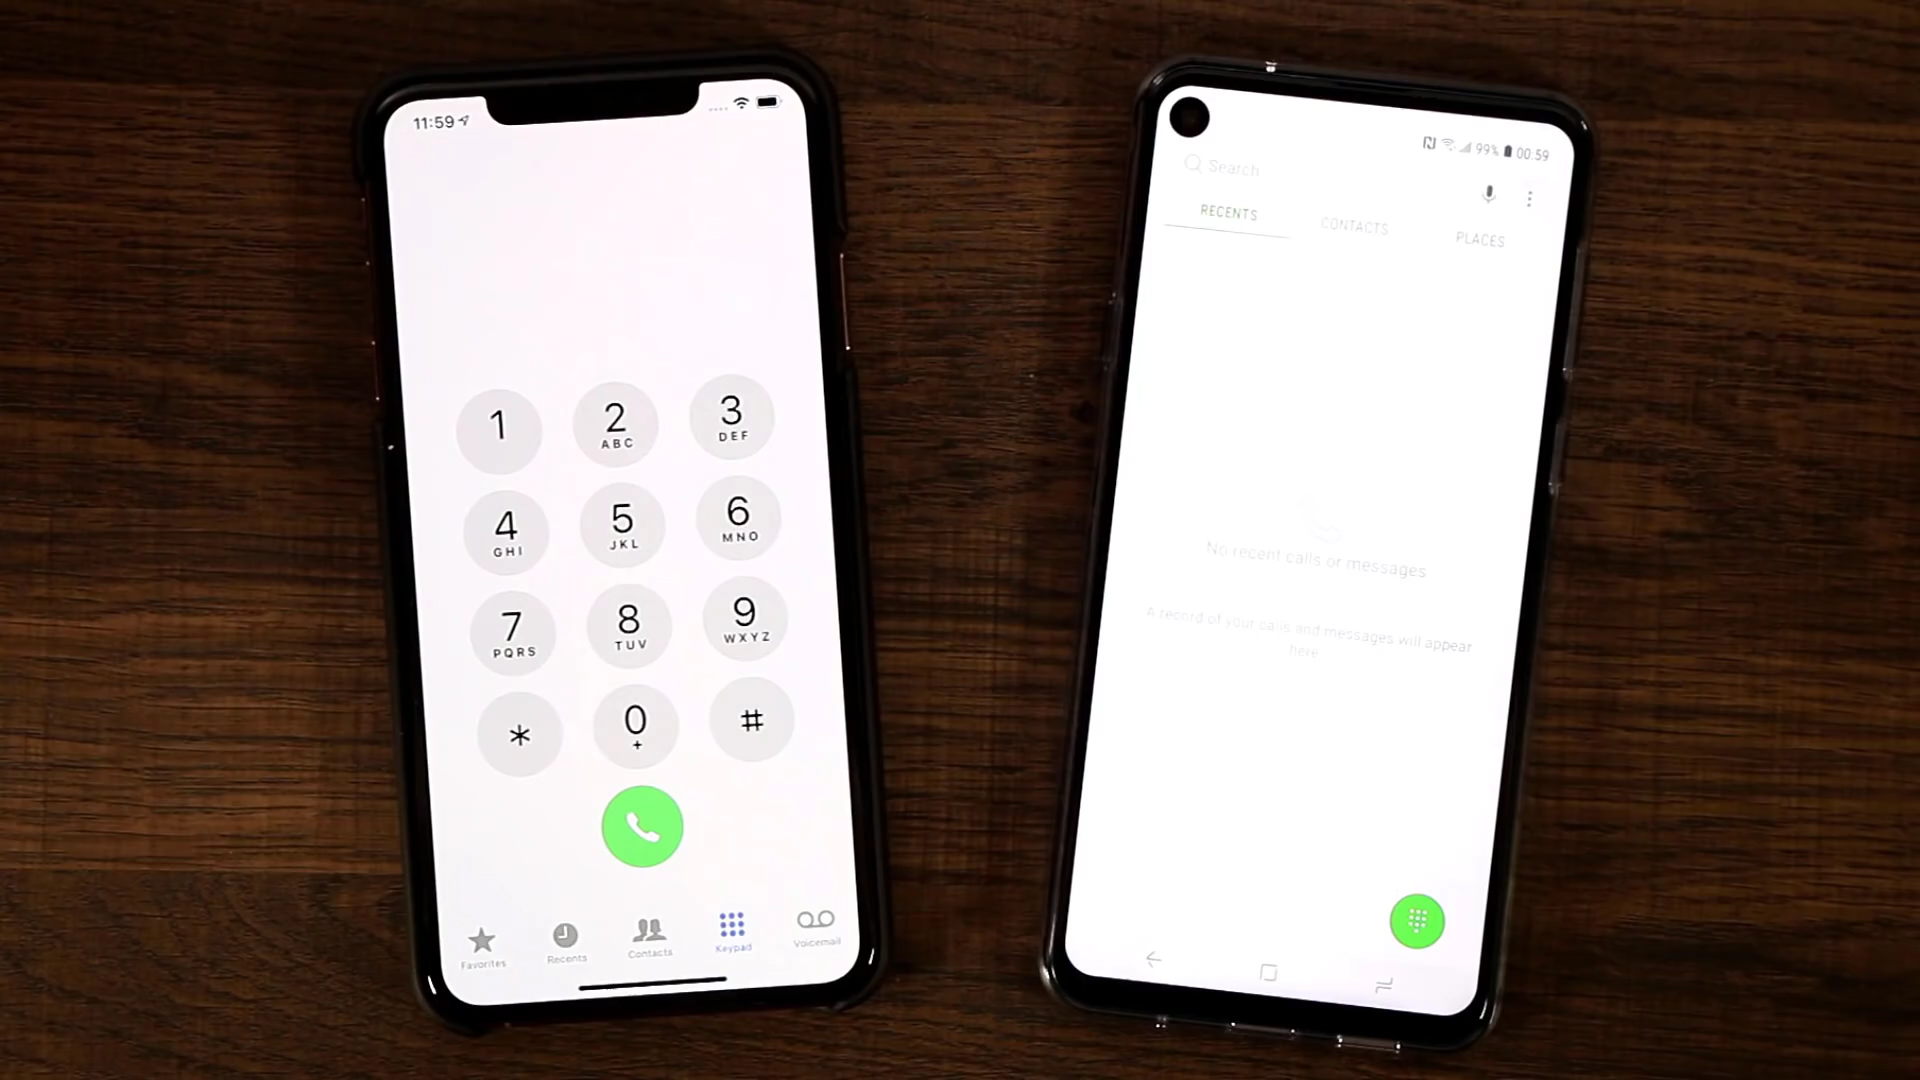 11:59
1
2
ABC
3
DEF
4
GHI
5
JKL
6
MNO
7
PQRS
8
TUV
9
WXYZ
*
0
+
#
Favorites
Recents
Contacts
Keypad
Voicemail
99% 00:59
Search
RECENTS
CONTACTS
PLACES
No recent calls or messages
A record of your calls and messages will appear
here